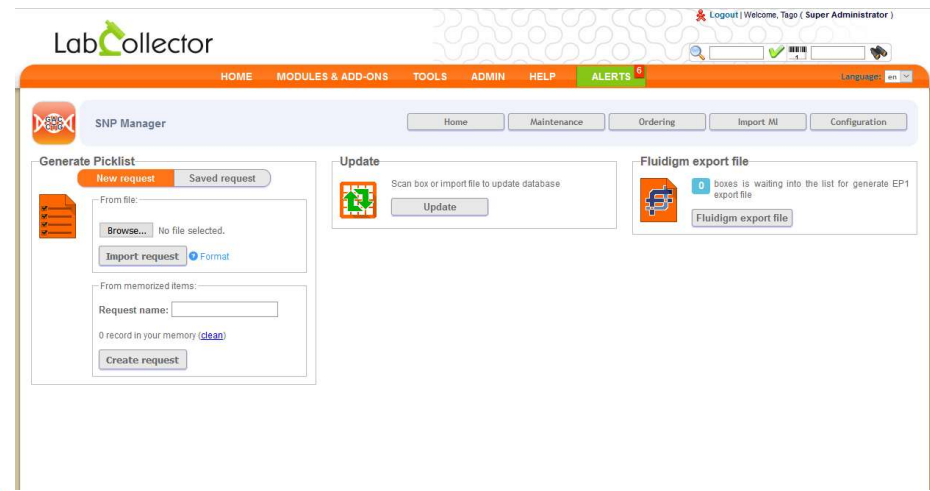 Logout | Welcome, Tago ( Super Administrator )
LabCollector
HOME MODULES & ADD-ONS TOOLS ADMIN HELP ALERTS 6 Language: en
SNP Manager Home Maintenance Ordering Import MI Configuration
Generate Picklist
New request Saved request
From file:
Browse... No file selected.
Import request ? Format
From memorized items:
Request name:
0 record in your memory (clean)
Create request
Update
Scan box or import file to update database
Update
Fluidigm export file
0 boxes is waiting into the list for generate EP1
export file
Fluidigm export file